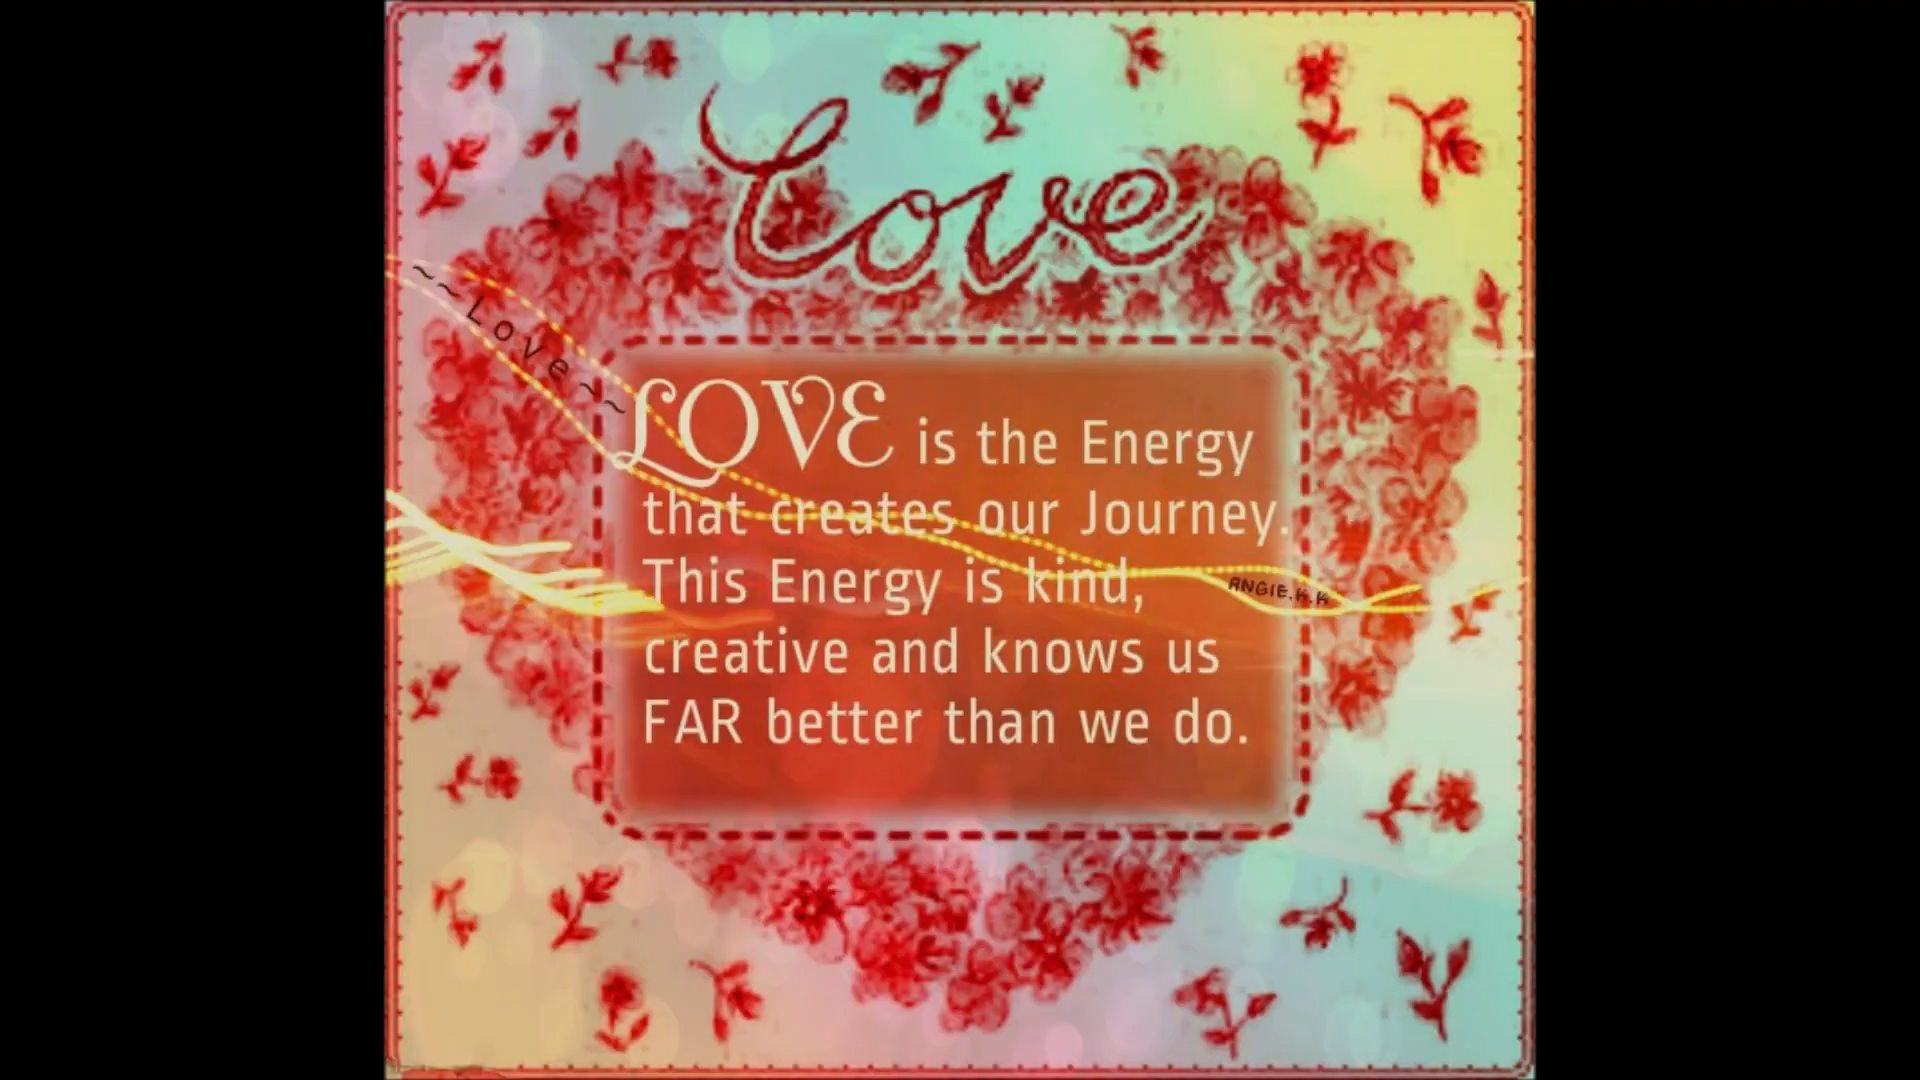 Love
~~Love~~
LOVE is the Energy
that creates our Journey.
This Energy is kind,
ANGIE.K.K
creative and knows us
FAR better than we do.